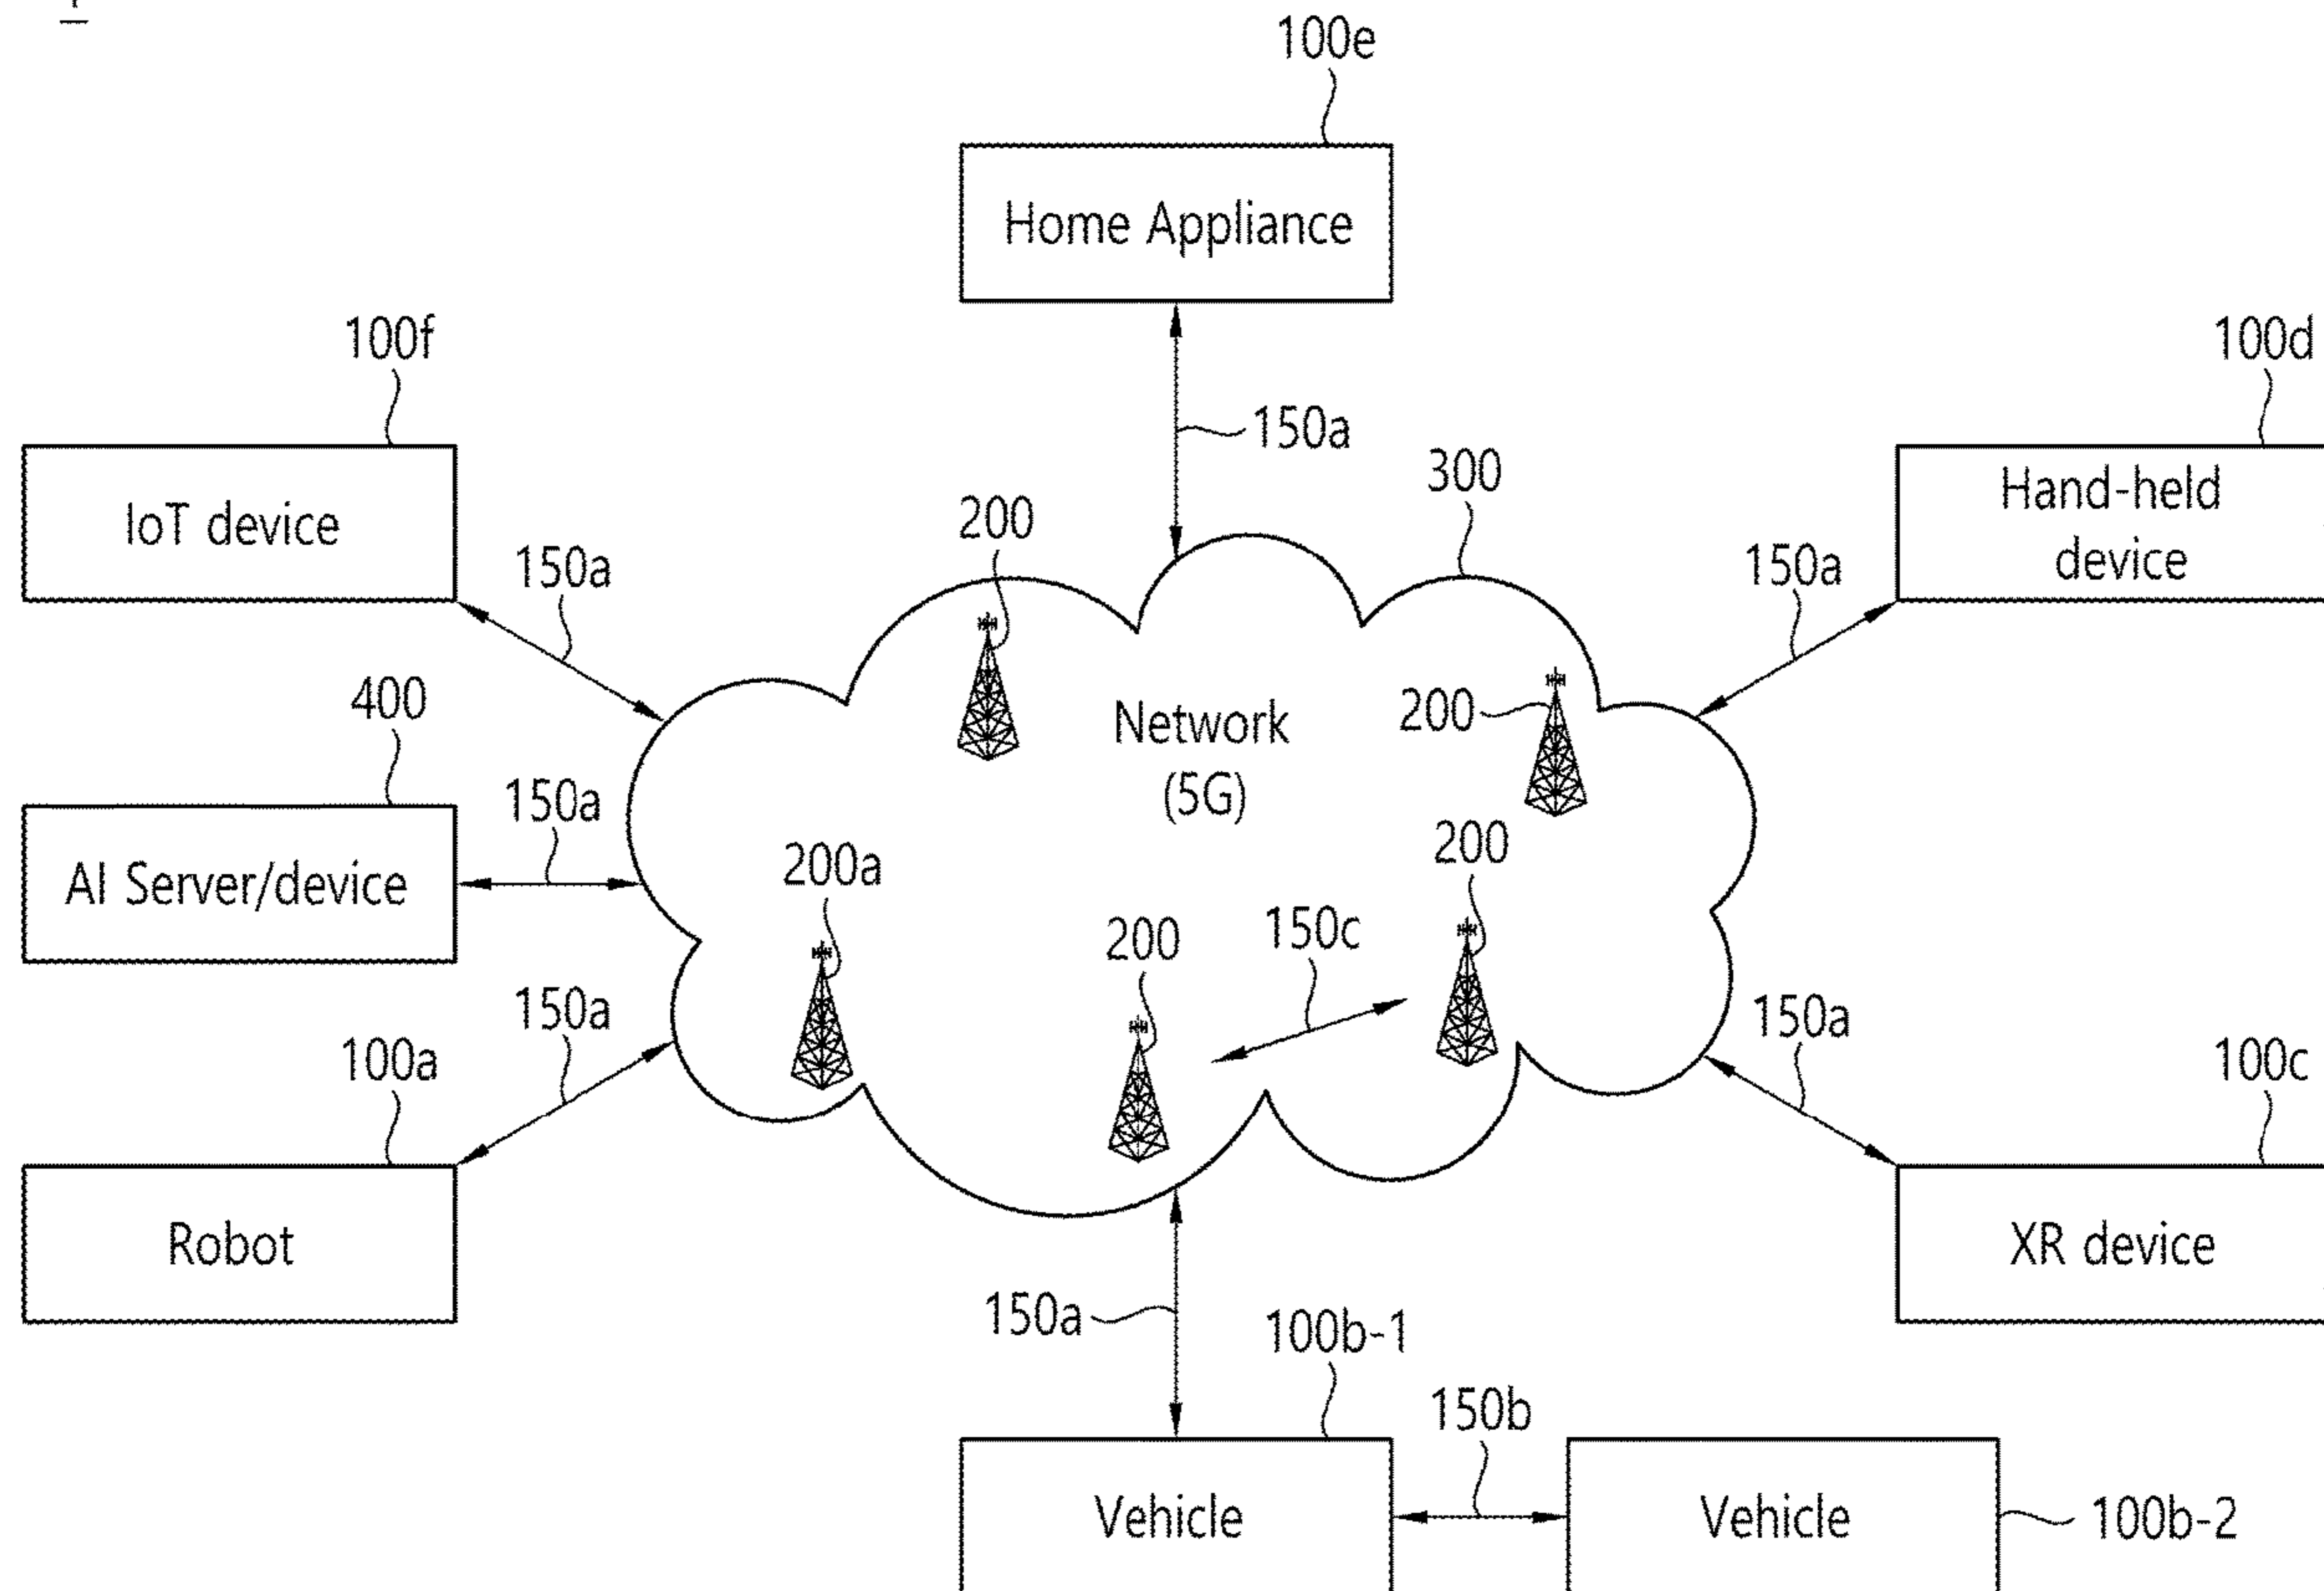 100e
Home Appliance
100f
100d
150a
IoT device
300
Hand-held
device
200
150a
150a
400
Network
(5G)
200
150a
AI Server/device
200a
200
200
150c
150a
150a
100a
100c
Robot
XR device
150a
100b-1
150b
Vehicle
Vehicle
100b-2